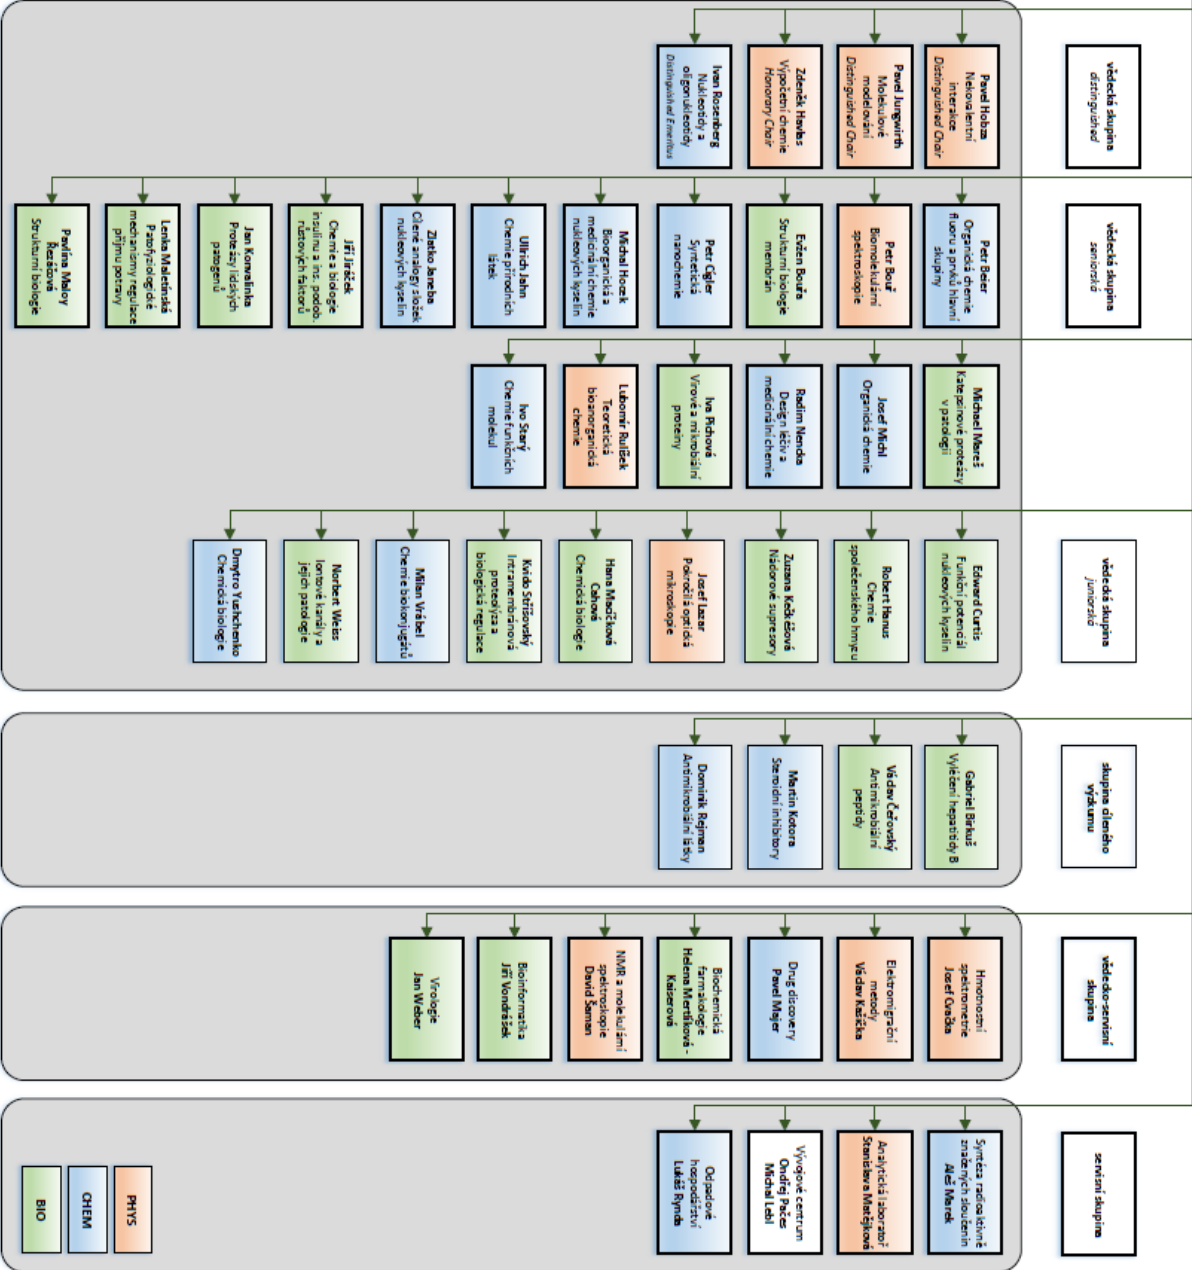 vědecká skupina
distinguished
Pavel Hobza
Nekovalentní
interakce
Distinguished Chair
Pavel Jungwirth
Molekulové
modelování
Distinguished Chair
Zdeněk Havlas
Výpočetní chemie
Honorary Chair
Ivan Rosenberg
Nukleotidy a
oligonukleotidy
Distinguished Emeritus
vědecká skupina
seniorská
Petr Beier
Organická chemie
fluoru a prvků hlavní
skupiny
Petr Bouř
Biomolekulární
spektroskopie
Evžen Bouřa
Strukturní biologie
membrán
Petr Cígler
Syntetická
nanochemie
Michal Hocek
Bioorganická a
medicinální chemie
nukleových kyselin
Ullrich Jahn
Chemie přírodních
látek
Zlatko Janeba
Cílené analogy složek
nukleových kyselin
Jiří Jiráček
Chemie a biologie
insulinu a ins. podob.
růstových faktorů
Jan Konvalinka
Proteázy lidských
patogenů
Lenka Maletínská
Patofyziologické
mechanismy regulace
příjmu potravy
Pavlína Maloy
Řezáčová
Strukturní biologie
Michael Mareš
Katepsinové proteázy
v patologii
Josef Michl
Organická chemie
Radim Nencka
Design léčiv a
medicinální chemie
Iva Pichová
Virové a mikrobiální
proteiny
Lubomír Rulíšek
Teoretická
bioanorganická
chemie
Ivo Starý
Chemie funkčních
molekul
vědecká skupina
juniorská
Edward Curtis
Funkční potenciál
nukleových kyselin
Robert Hanus
Chemie
společenského hmyzu
Zuzana Kečkéšová
Nádorové supresory
Josef Lazar
Pokročilá optická
mikroskopie
Hana Macíčková
Cahová
Chemická biologie
Kvido Stříšovský
Intramembránová
proteolýza a
biologická regulace
Milan Vrábel
Chemie biokonjugátů
Norbert Weiss
Iontové kanály a
jejich patologie
Dmytro Yushchenko
Chemická biologie
skupina cíleného
výzkumu
Gabriel Birkuš
Vyléčení hepatitidy B
Václav Čeřovský
Antimikrobiální
peptidy
Martin Kotora
Steroidní inhibitory
Dominik Rejman
Antimikrobiální látky
vědecko-servisní
skupina
Hmotnostní
spektrometrie
Josef Cvačka
Elektromigrační
metody
Václav Kašička
Drug discovery
Pavel Majer
Biochemická
farmakologie
Helena Mertlíková-
Kaiserová
NMR a molekulární
spektroskopie
David Šaman
Bioinformatika
Jiří Vondrášek
Virologie
Jan Weber
servisní skupina
Syntéza radioaktivně
značených sloučenin
Aleš Marek
Analytická laboratoř
Stanislava Matějková
Vývojové centrum
Ondřej Pačes
Michal Lebl
Odpadové
hospodářství
Lukáš Rynda
PHYS
CHEM
BIO